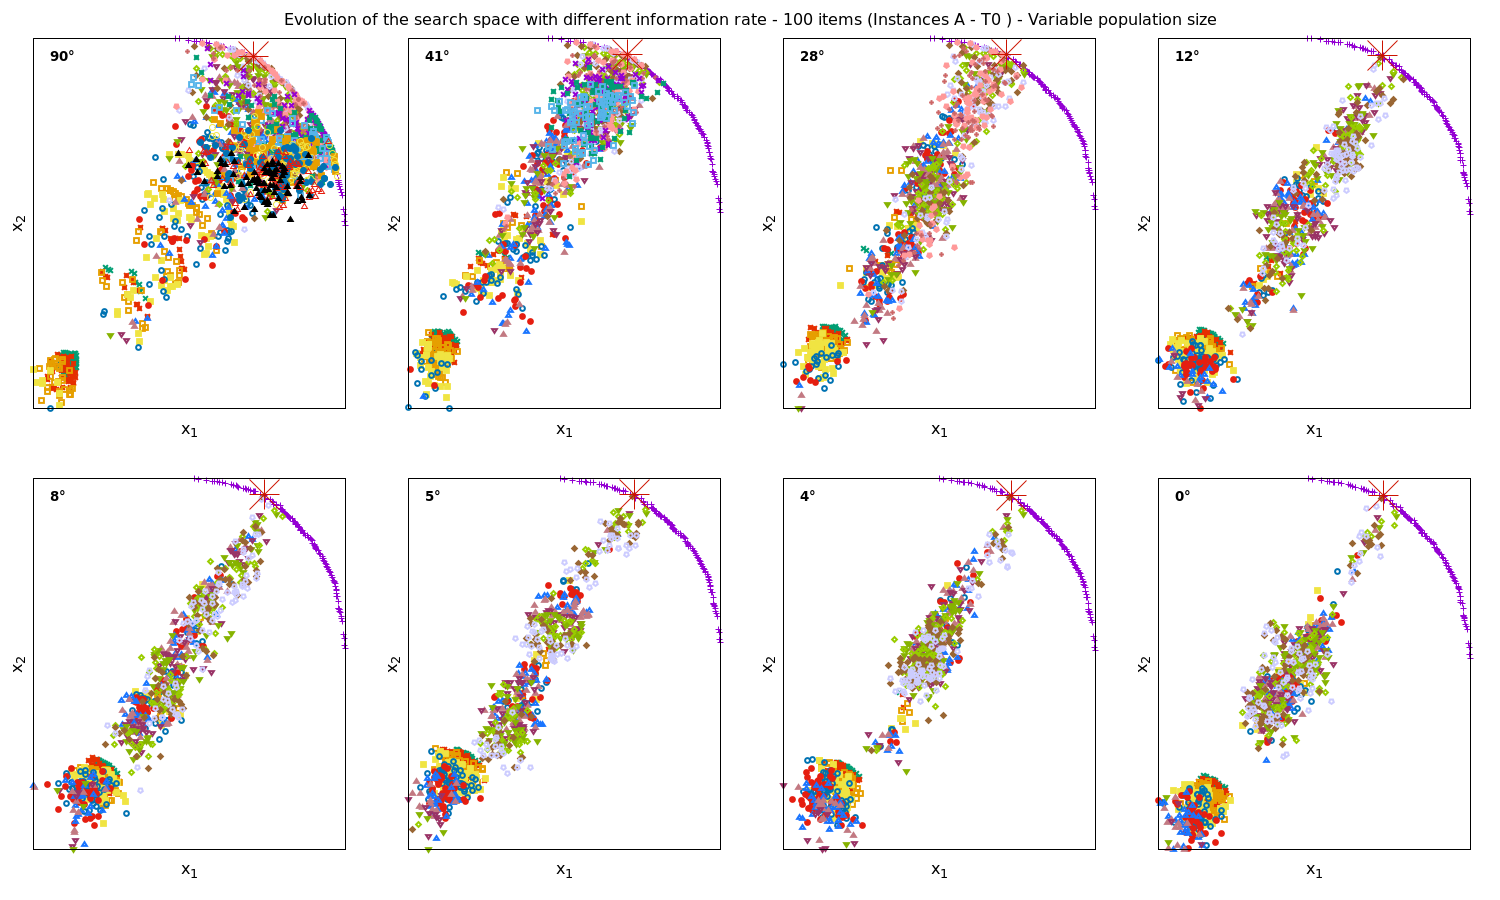 Evolution of the search space with different information rate - 100 items (Instances A - T0 ) - Variable population size
90°
41°
28°
12°
x2
x2
x2
x2
x1
x1
x1
x1
8°
5°
4°
0°
x2
x2
x2
x2
x1
x1
x1
x1